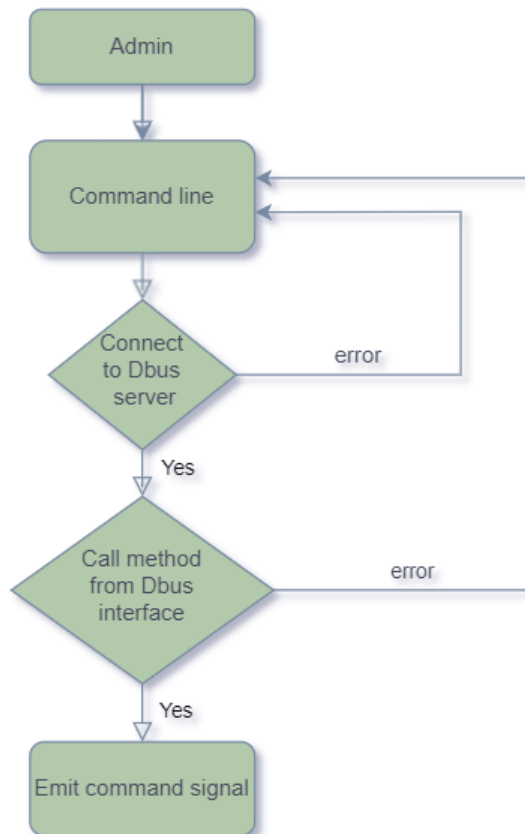 Admin
Command line
Connect
to Dbus
server
error
Yes
Call method
from Dbus
interface
error
Yes
Emit command signal